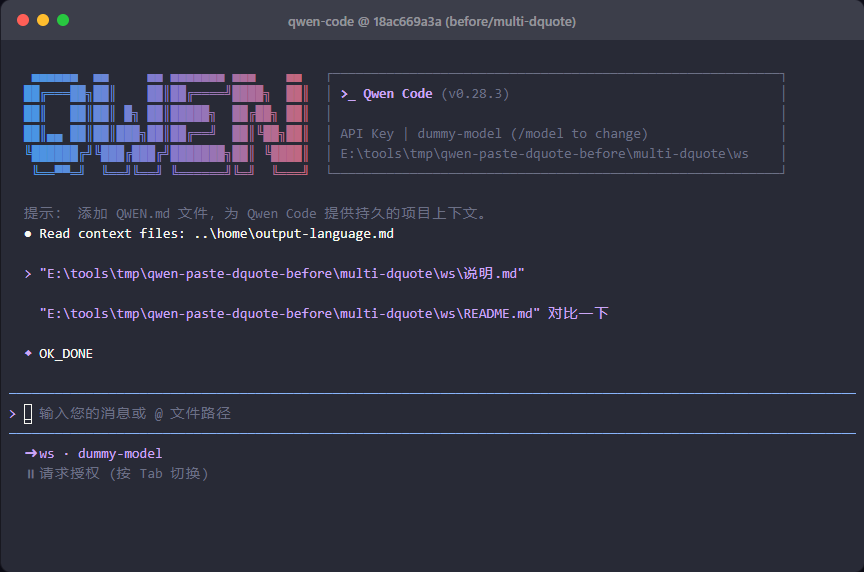 qwen-code @ 18ac669a3a (before/multi-dquote)
QWEN
>_ Qwen Code (v0.28.3)
API Key | dummy-model (/model to change)
E:\tools\tmp\qwen-paste-dquote-before\multi-dquote\ws
提示: 添加 QWEN.md 文件，为 Qwen Code 提供持久的项目上下文。
● Read context files: ..\home\output-language.md
> "E:\tools\tmp\qwen-paste-dquote-before\multi-dquote\ws\说明.md"
"E:\tools\tmp\qwen-paste-dquote-before\multi-dquote\ws\README.md" 对比一下
✦ OK_DONE
> 输入您的消息或 @ 文件路径
➜ws · dummy-model
⏸请求授权 (按 Tab 切换)